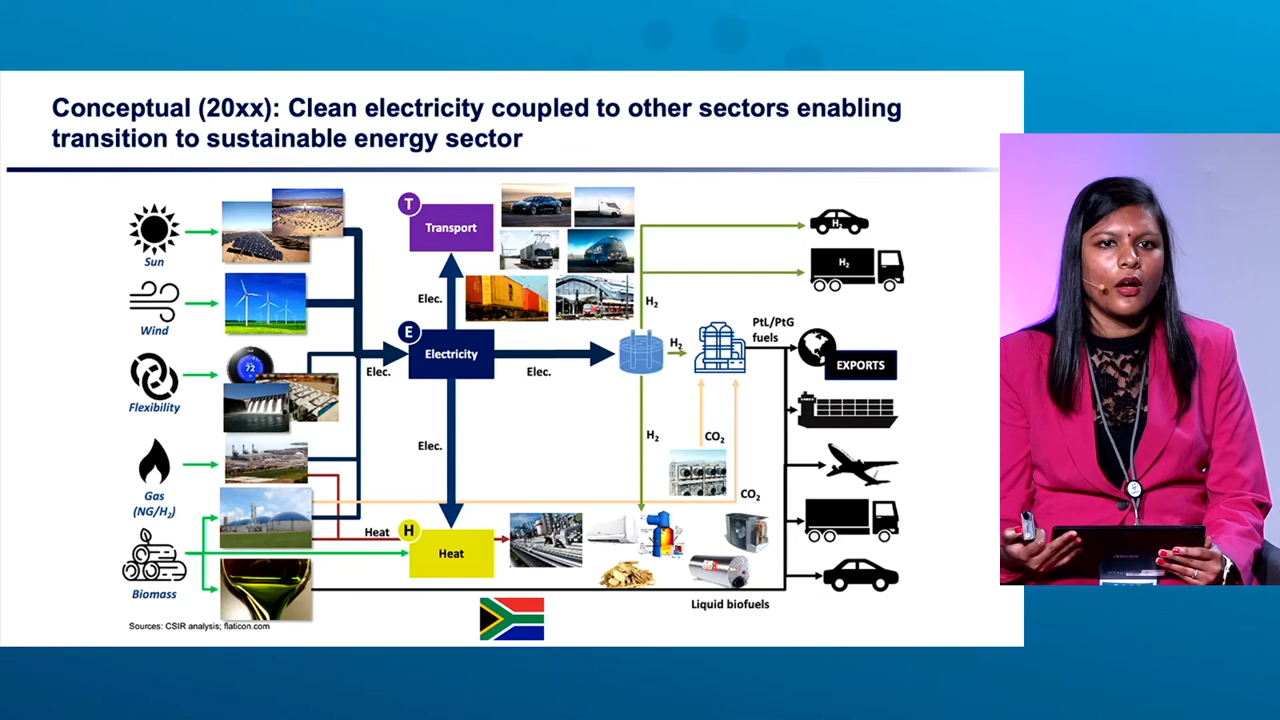 Conceptual (20xx): Clean electricity coupled to other sectors enabling
transition to sustainable energy sector
Sun
Wind
Flexibility
Gas
(NG/H₂)
Biomass
72
T
Transport
Elec.
E
Electricity
Elec.
Elec.
Elec.
Heat
H
Heat
H₂
H₂
H₂
CO₂
CO₂
PtL/PtG
fuels
H₂
H₂
EXPORTS
Liquid biofuels
Sources: CSIR analysis; flaticon.com